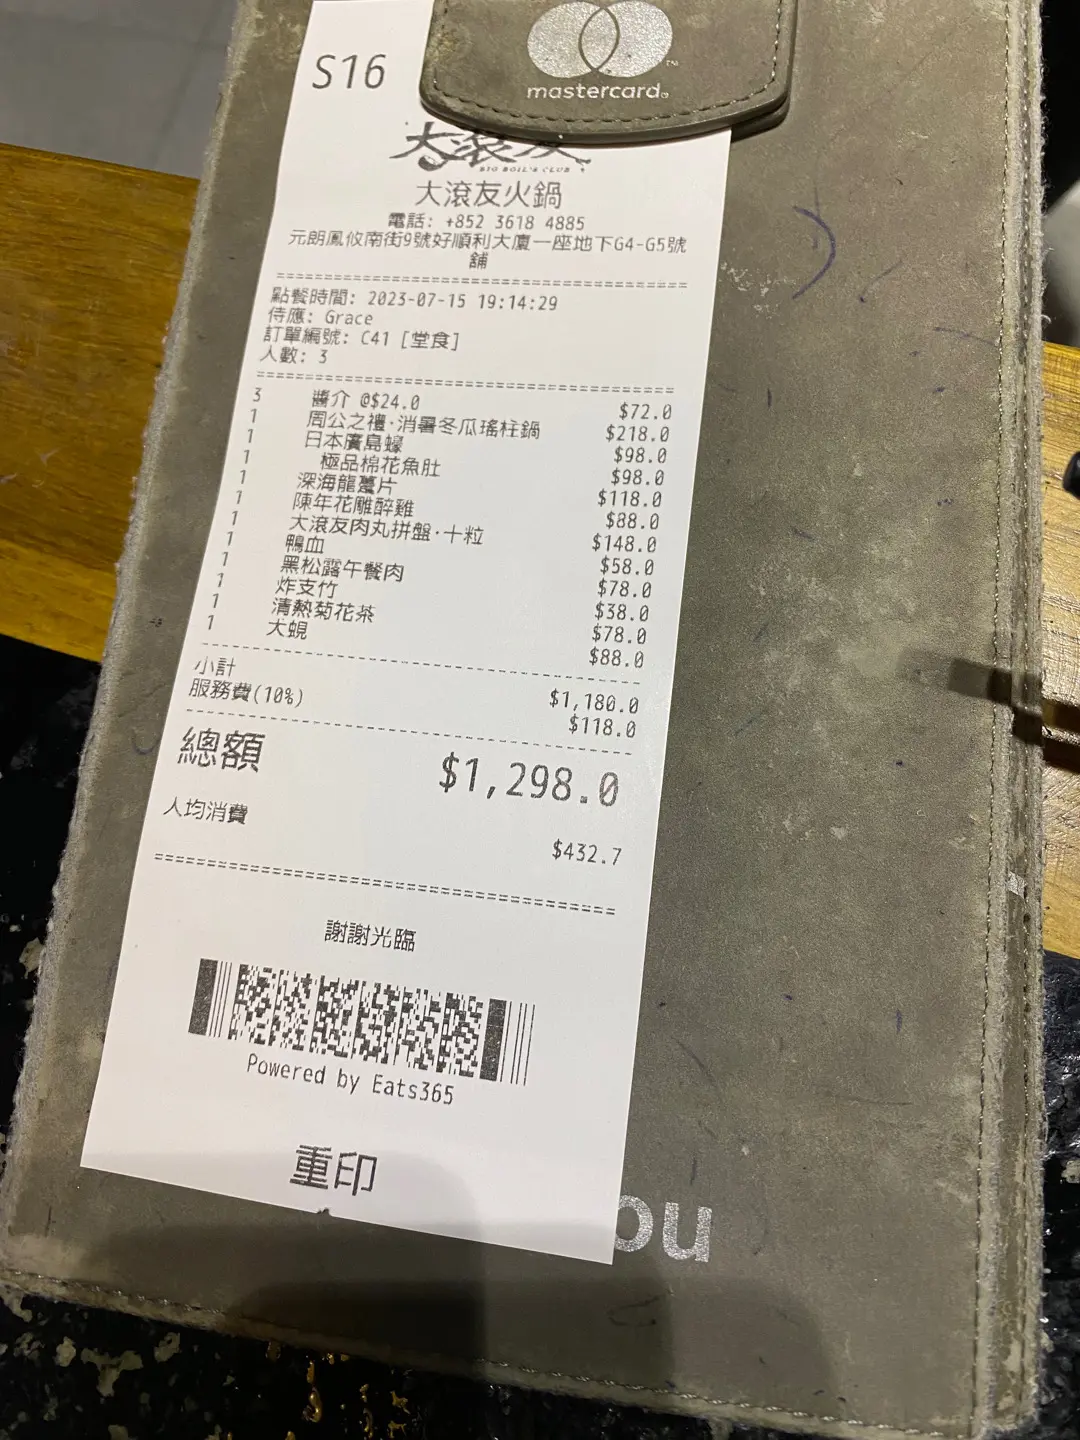 mastercard
S16
大滾友
BIG BOIL'S CLUB
大滾友火鍋
電話: +852 3618 4885
元朗鳳攸南街9號好順利大廈一座地下G4-G5號
舖
點餐時間: 2023-07-15 19:14:29
侍應: Grace
訂單編號: C41 [堂食]
人數: 3
3 醬介 @$24.0 $72.0
1 周公之禮·消暑冬瓜瑤柱鍋 $218.0
1 日本廣島蠔 $98.0
1 極品棉花魚肚 $98.0
1 深海龍躉片 $118.0
1 陳年花雕醉雞 $88.0
1 大滾友肉丸拼盤·十粒 $148.0
1 鴨血 $58.0
1 黑松露午餐肉 $78.0
1 炸支竹 $38.0
1 清熱菊花茶 $78.0
1 大蜆 $88.0
小計 $1,180.0
服務費(10%) $118.0
總額 $1,298.0
人均消費 $432.7
謝謝光臨
Powered by Eats365
重印
ou